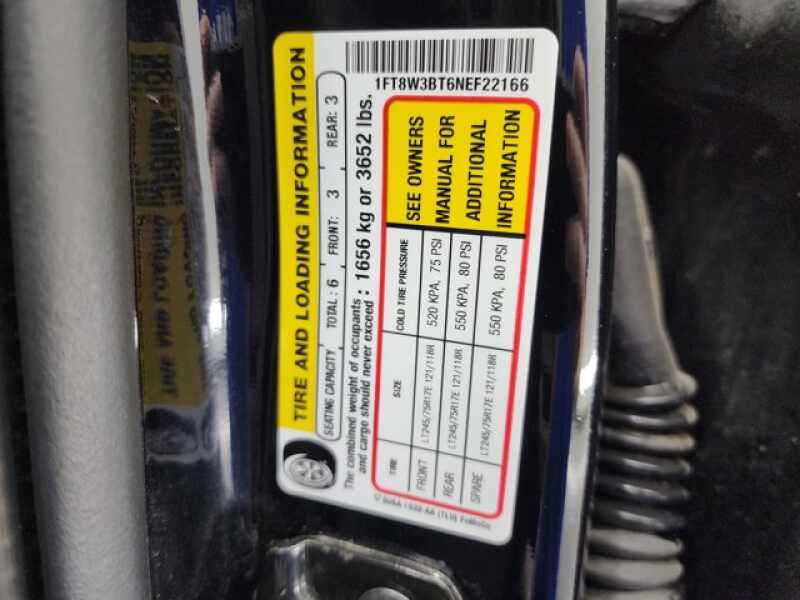 TIRE AND LOADING INFORMATION
SEATING CAPACITY TOTAL: 6 FRONT: 3 REAR: 3
The combined weight of occupants and cargo should never exceed : 1656 kg or 3652 lbs.
TIRE SIZE COLD TIRE PRESSURE
FRONT LT245/75R17E 121/118R 520 KPA, 75 PSI
REAR LT245/75R17E 121/118R 550 KPA, 80 PSI
SPARE LT245/75R17E 121/118R 550 KPA, 80 PSI
SEE OWNERS
MANUAL FOR
ADDITIONAL
INFORMATION
1FT8W3BT6NEF22166